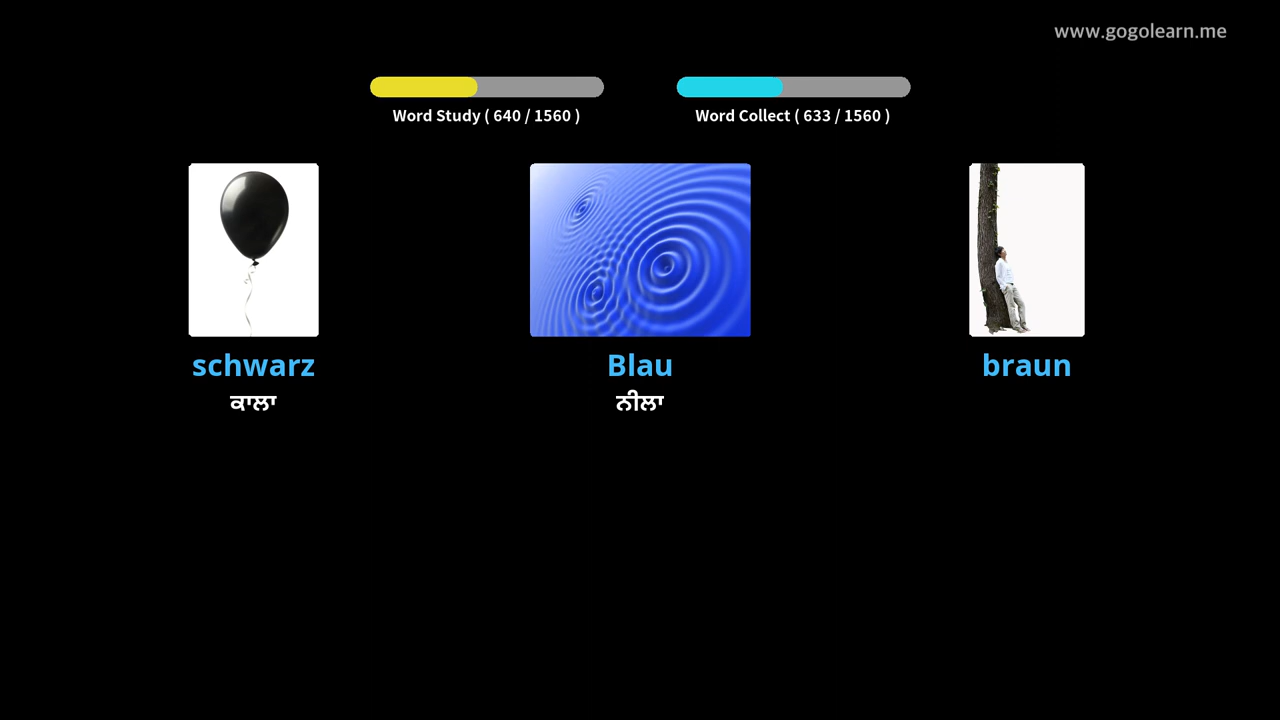 www.gogolearn.me
Word Study ( 640 / 1560 )
Word Collect ( 633 / 1560 )
schwarz
ਕਾਲਾ
Blau
ਨੀਲਾ
braun